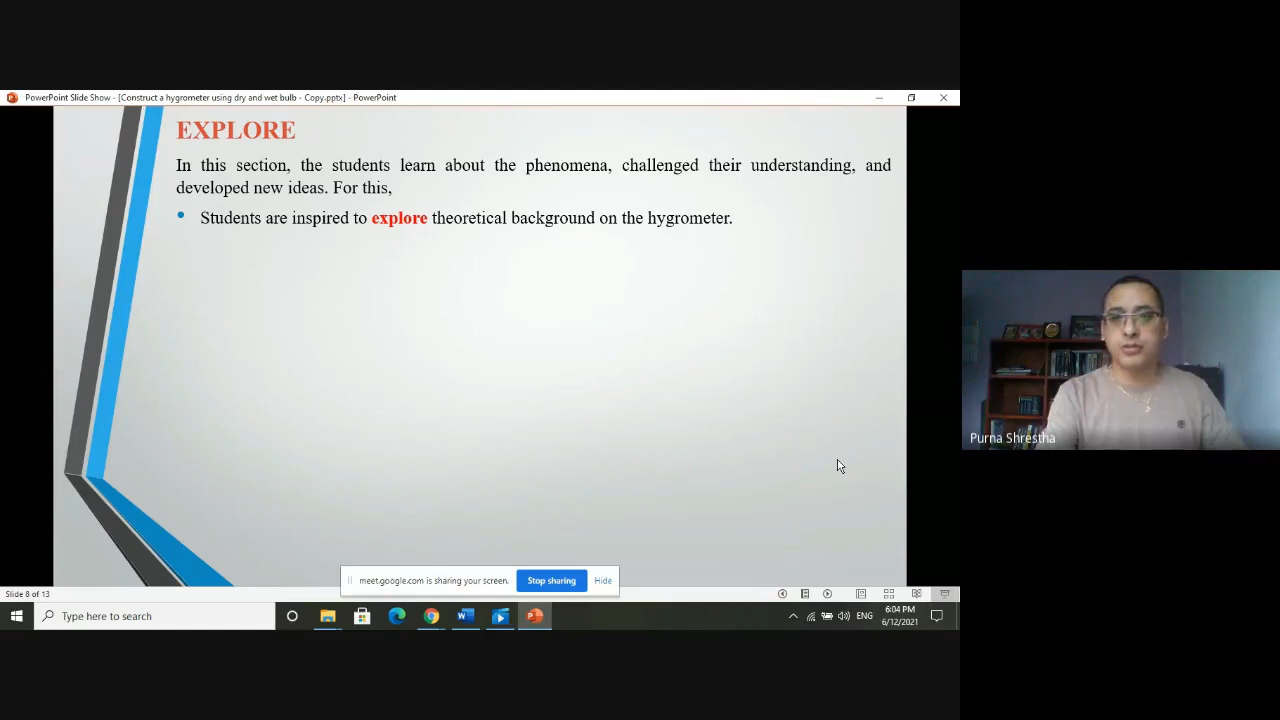 PowerPoint Slide Show - [Construct a hygrometer using dry and wet bulb - Copy.pptx] - PowerPoint
EXPLORE
In this section, the students learn about the phenomena, challenged their understanding, and
developed new ideas. For this,
Students are inspired to explore theoretical background on the hygrometer.
Purna Shrestha
meet.google.com is sharing your screen.
Stop sharing
Hide
Slide 8 of 13
Type here to search
ENG
6:04 PM
6/12/2021